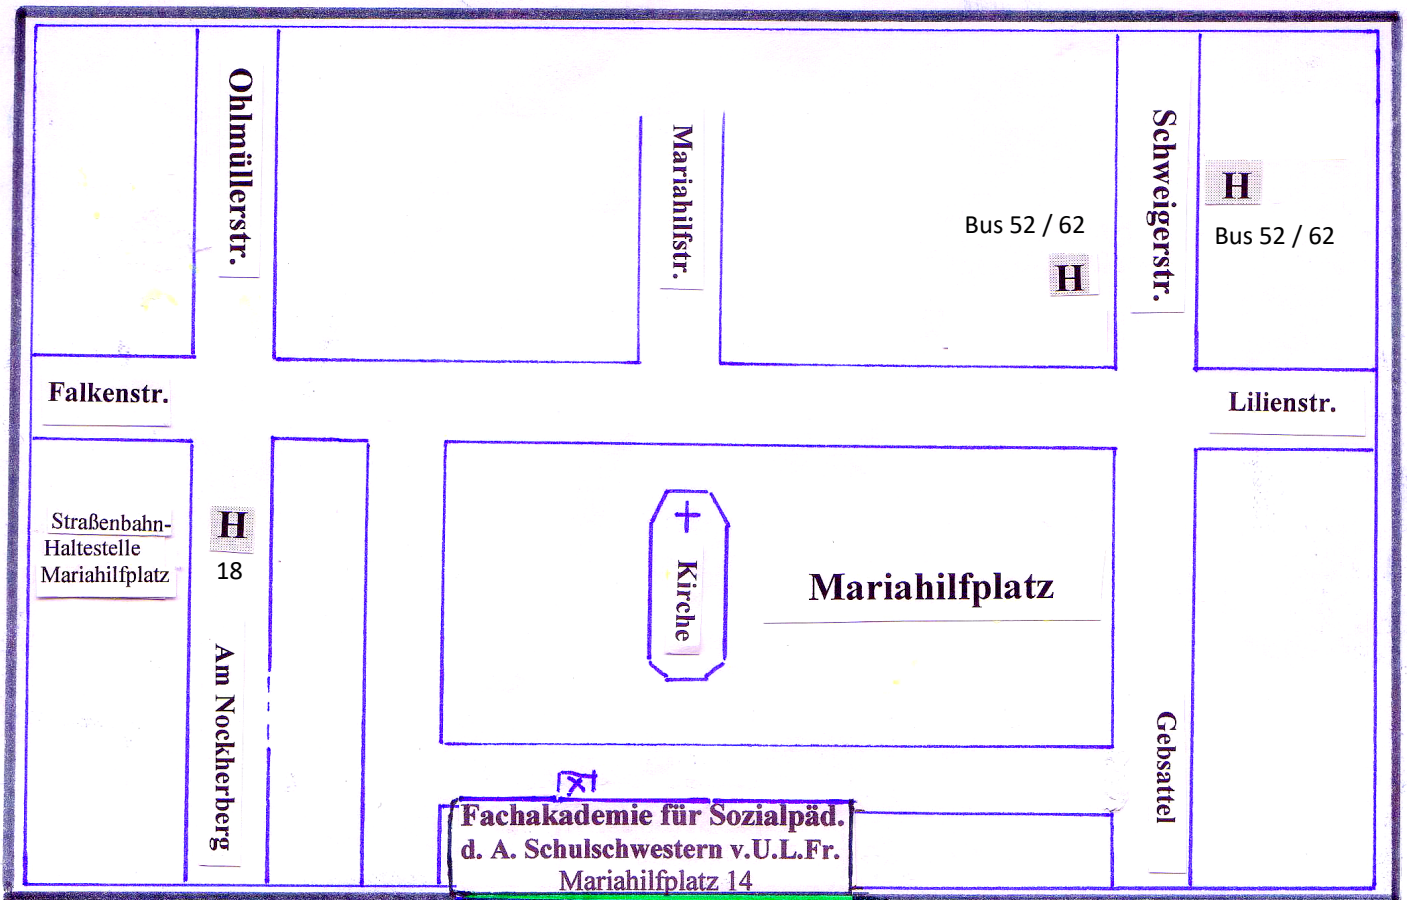 Ohlmüllerstr.
Mariahilfstr.
Schweigerstr.
H
Bus 52 / 62
Bus 52 / 62
H
Falkenstr.
Lilienstr.
Straßenbahn-
Haltestelle
Mariahilfplatz
H
18
Kirche
Mariahilfplatz
Am Nockherberg
Gebsattel
X
Fachakademie für Sozialpäd.
d. A. Schulschwestern v.U.L.Fr.
Mariahilfplatz 14